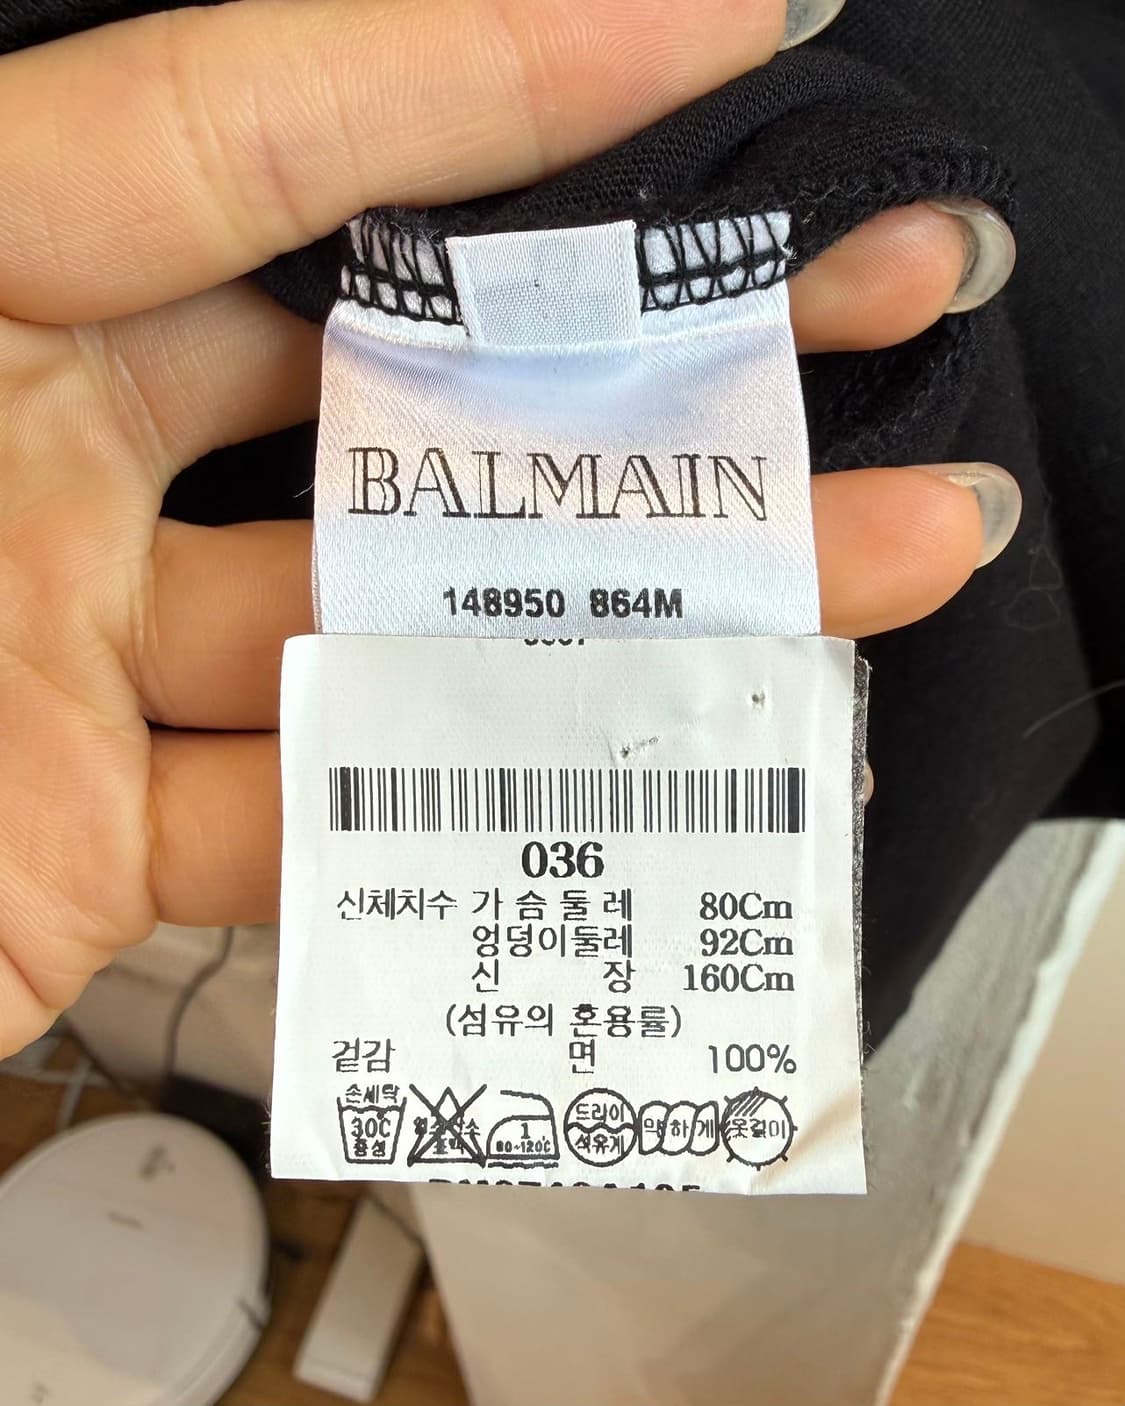 BALMAIN
148950 864M
036
신체치수 가 슴 둘 레 80Cm
엉덩이둘레 92Cm
신 장 160Cm
(섬유의 혼용률)
겉감 면 100%
손세탁
30C
중성
1
80~120℃
드라이
석유계
약하게
옷걸이